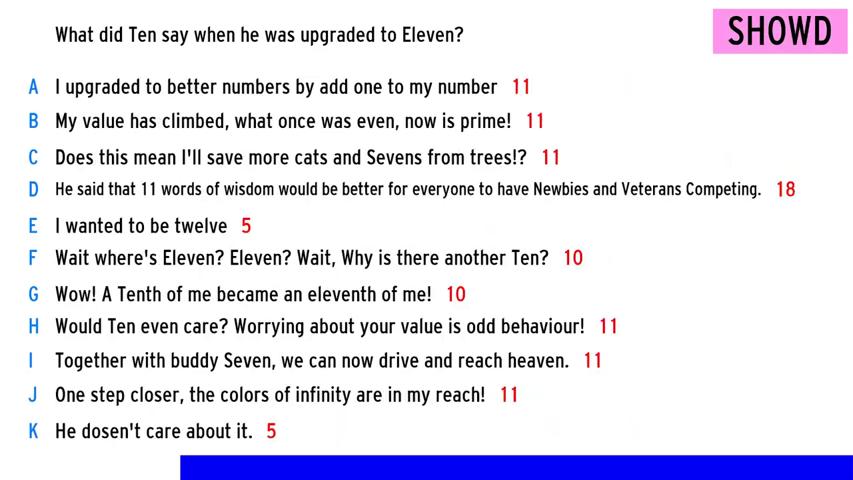 What did Ten say when he was upgraded to Eleven?
SHOWD
A I upgraded to better numbers by add one to my number 11
B My value has climbed, what once was even, now is prime! 11
C Does this mean I'll save more cats and Sevens from trees!? 11
D He said that 11 words of wisdom would be better for everyone to have Newbies and Veterans Competing. 18
E I wanted to be twelve 5
F Wait where's Eleven? Eleven? Wait, Why is there another Ten? 10
G Wow! A Tenth of me became an eleventh of me! 10
H Would Ten even care? Worrying about your value is odd behaviour! 11
I Together with buddy Seven, we can now drive and reach heaven. 11
J One step closer, the colors of infinity are in my reach! 11
K He dosen't care about it. 5